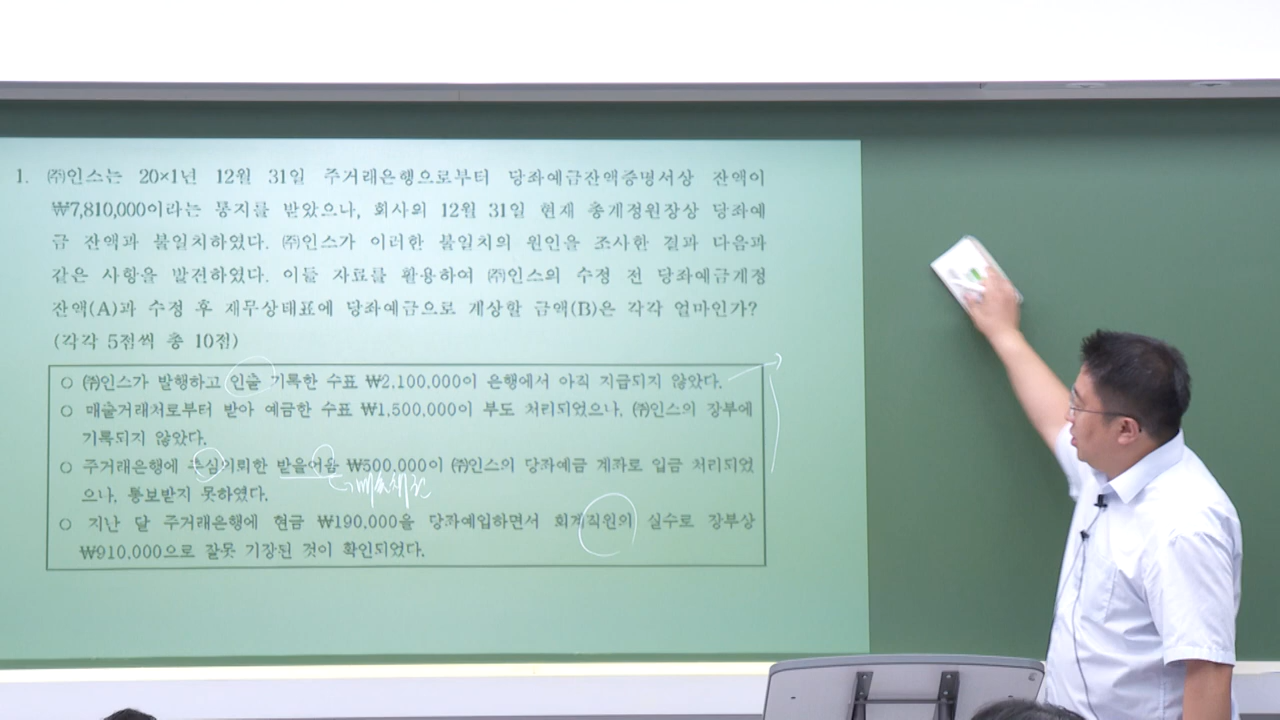 1. ㈜인스는 20×1년 12월 31일 주거래은행으로부터 당좌예금잔액증명서상 잔액이
₩7,810,000이라는 통지를 받았으나, 회사의 12월 31일 현재 총계정원장상 당좌예
금 잔액과 불일치하였다. ㈜인스가 이러한 불일치의 원인을 조사한 결과 다음과
같은 사항을 발견하였다. 이들 자료를 활용하여 ㈜인스의 수정 전 당좌예금계정
잔액(A)과 수정 후 재무상태표에 당좌예금으로 계상할 금액(B)은 각각 얼마인가?
(각각 5점씩 총 10점)
○ ㈜인스가 발행하고 인출 기록한 수표 ₩2,100,000이 은행에서 아직 지급되지 않았다.
○ 매출거래처로부터 받아 예금한 수표 ₩1,500,000이 부도 처리되었으나, ㈜인스의 장부에
기록되지 않았다.
○ 주거래은행에 추심의뢰한 받을어음 ₩500,000이 ㈜인스의 당좌예금 계좌로 입금 처리되었
으나, 통보받지 못하였다.
매출채권
○ 지난 달 주거래은행에 현금 ₩190,000을 당좌예입하면서 회계직원의 실수로 장부상
₩910,000으로 잘못 기장된 것이 확인되었다.